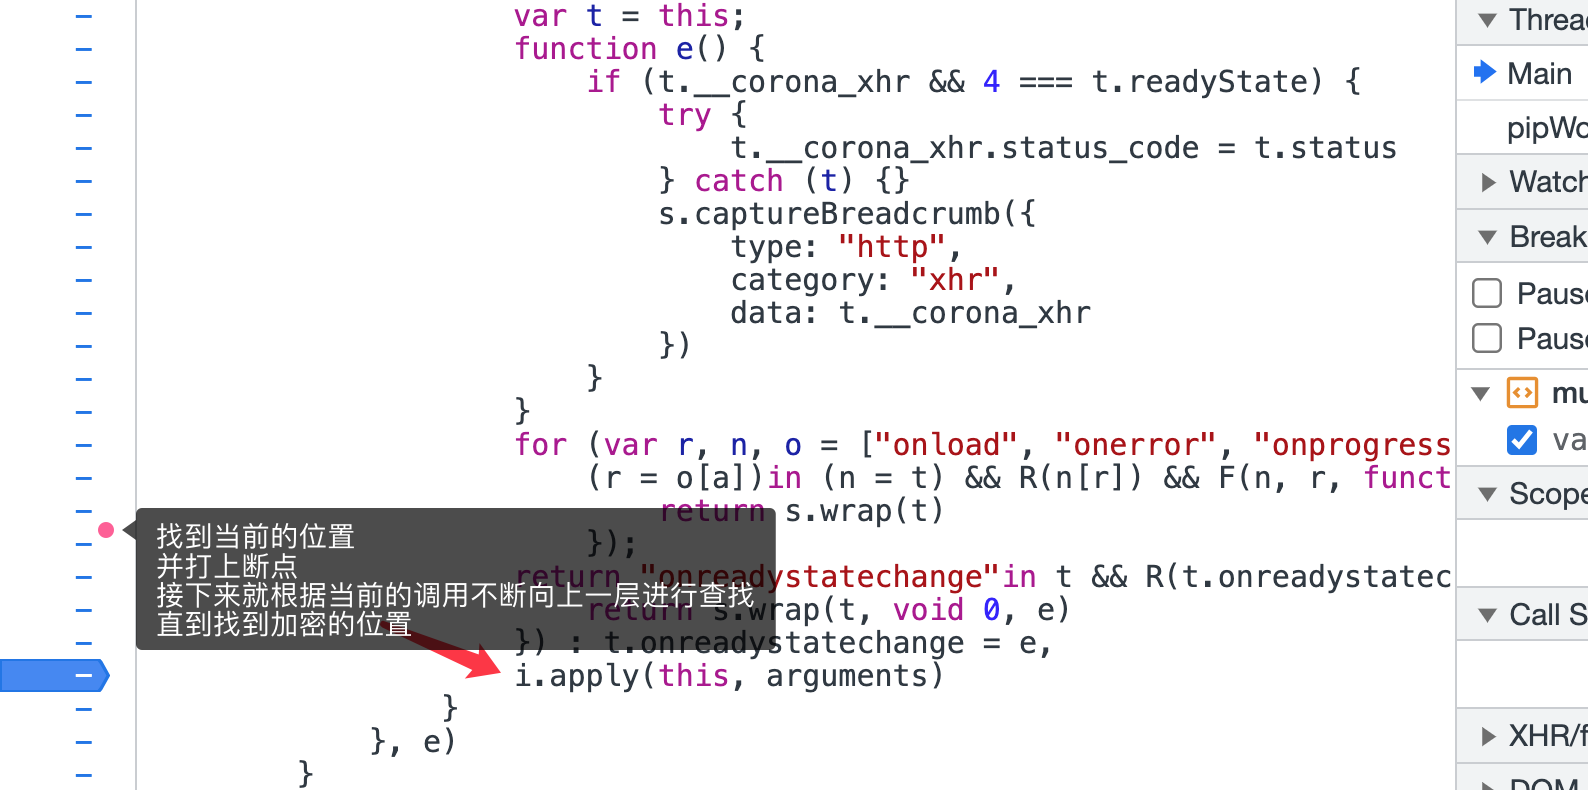 var t = this;
function e() {
if (t.__corona_xhr && 4 === t.readyState) {
try {
t.__corona_xhr.status_code = t.status
} catch (t) {}
s.captureBreadcrumb({
type: "http",
category: "xhr",
data: t.__corona_xhr
})
}
}
for (var r, n, o = ["onload", "onerror", "onprogress
(r = o[a])in (n = t) && R(n[r]) && F(n, r, funct
return s.wrap(t)
});
return "onreadystatechange"in t && R(t.onreadystatec
return s.wrap(t, void 0, e)
}) : t.onreadystatechange = e,
i.apply(this, arguments)
}
}, e)
}
找到当前的位置
并打上断点
接下来就根据当前的调用不断向上一层进行查找
直到找到加密的位置
Threa
Main
pipWo
Watch
Break
Pause
Pause
mu
va
Scope
Call S
XHR/f
DOM